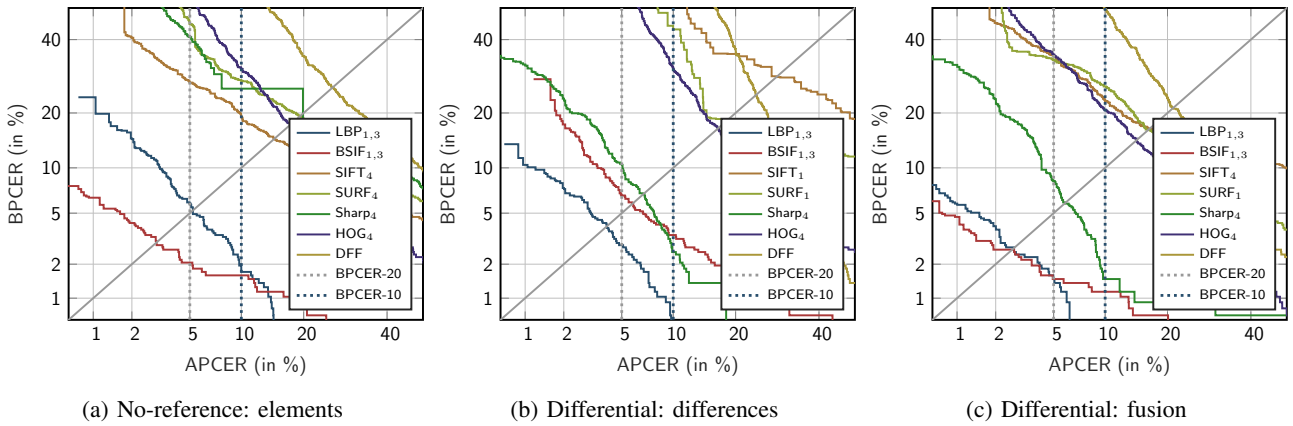 40
20
10
5
2
1
BPCER (in %)
1 2 5 10 20 40
APCER (in %)
LBP1,3
BSIF1,3
SIFT4
SURF4
Sharp4
HOG4
DFF
BPCER-20
BPCER-10
(a) No-reference: elements
40
20
10
5
2
1
BPCER (in %)
1 2 5 10 20 40
APCER (in %)
LBP1,3
BSIF1,3
SIFT1
SURF1
Sharp4
HOG4
DFF
BPCER-20
BPCER-10
(b) Differential: differences
40
20
10
5
2
1
BPCER (in %)
1 2 5 10 20 40
APCER (in %)
LBP1,3
BSIF1,3
SIFT4
SURF1
Sharp4
HOG4
DFF
BPCER-20
BPCER-10
(c) Differential: fusion